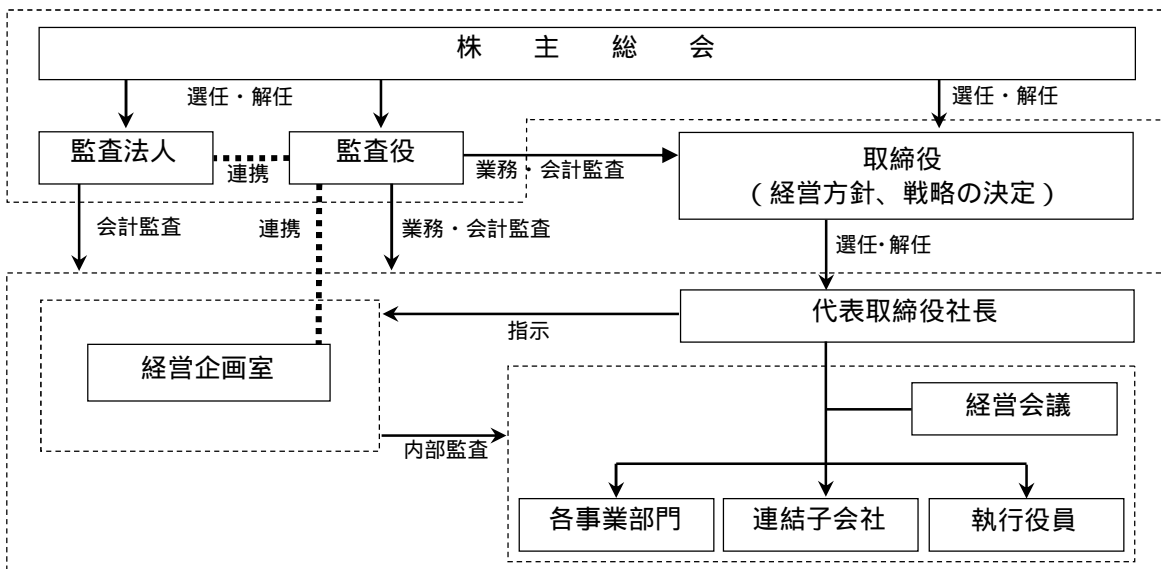 株主総会
選任・解任
選任・解任
監査法人
連携
監査役
業務・会計監査
取締役
（経営方針、戦略の決定）
会計監査
連携
業務・会計監査
選任・解任
代表取締役社長
指示
経営企画室
経営会議
内部監査
各事業部門
連結子会社
執行役員